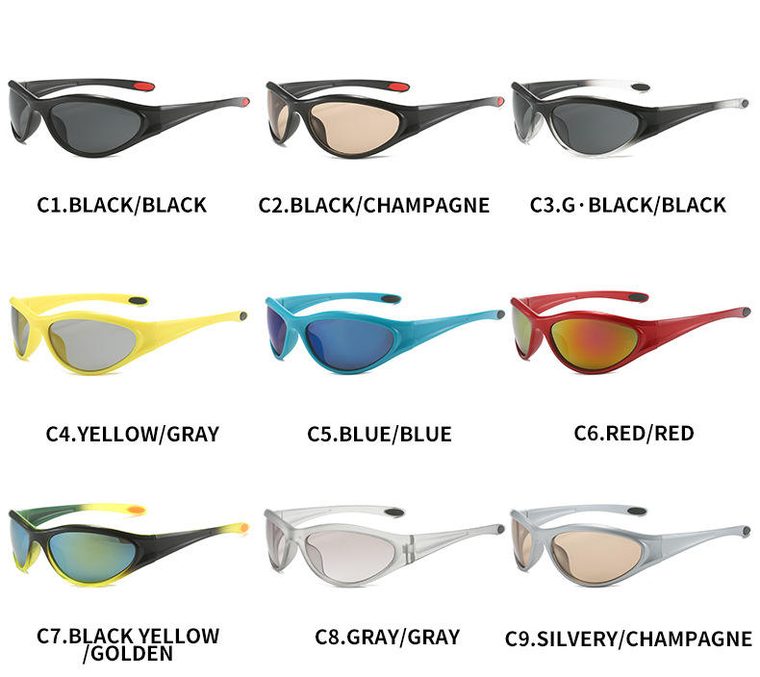 C1.BLACK/BLACK
C2.BLACK/CHAMPAGNE
C3.G·BLACK/BLACK
C4.YELLOW/GRAY
C5.BLUE/BLUE
C6.RED/RED
C7.BLACK YELLOW
/GOLDEN
C8.GRAY/GRAY
C9.SILVERY/CHAMPAGNE